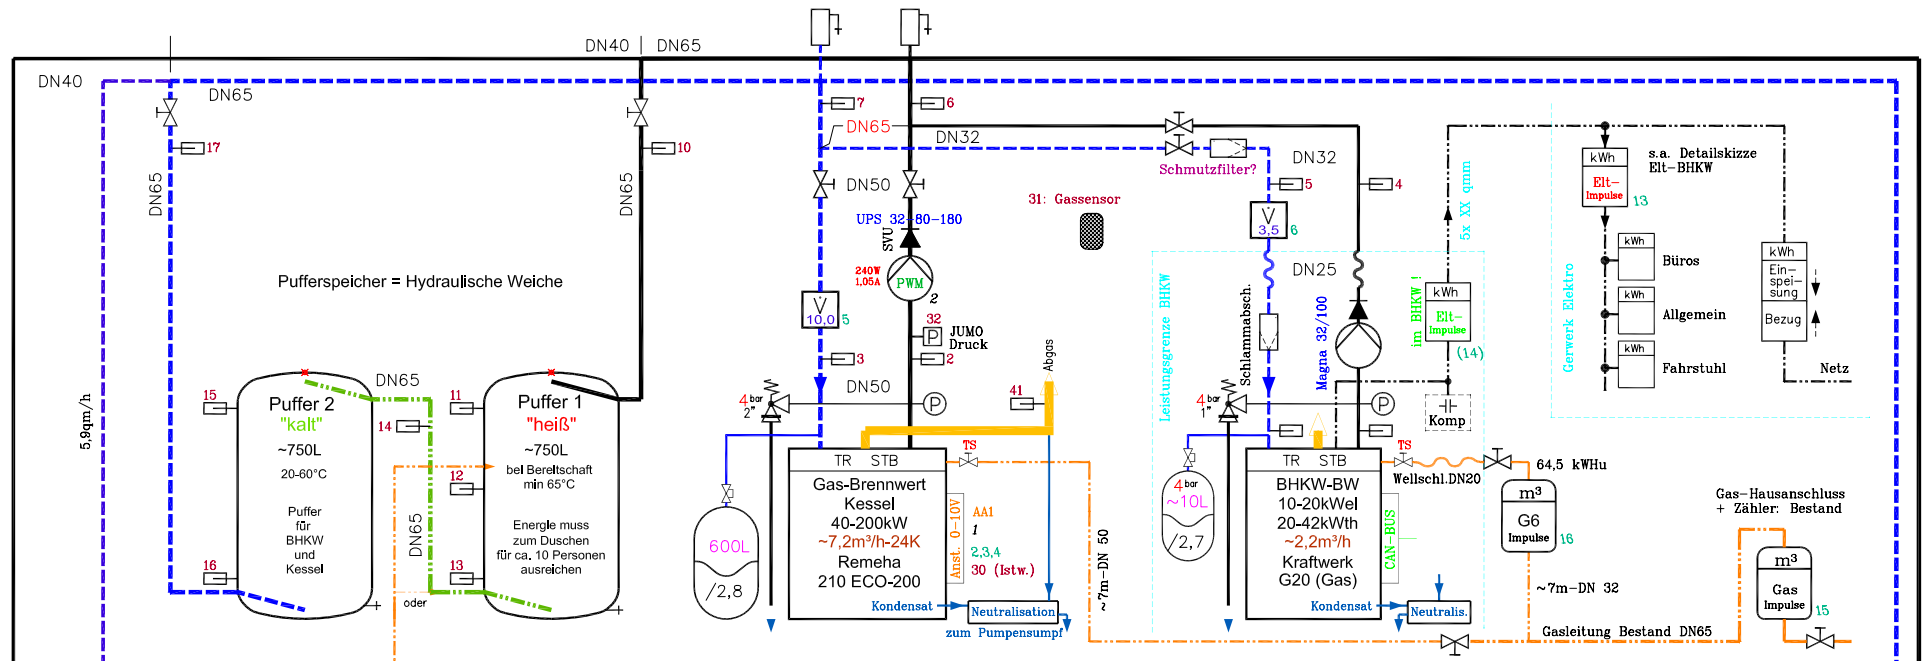 DN40 DN65
DN40
DN65
7
6
DN65
DN32
17
10
DN65
DN65
Schmutzfilter?
DN32
5
4
DN50
31: Gassensor
UPS 32-80-180
SVU
V
3,5
6
5x XX qmm
kWh
Elt-
Impulse
13
s.a. Detailskizze
Elt-BHKW
Gerwerk Elektro
kWh
Büros
kWh
Allgemein
kWh
Fahrstuhl
kWh
Ein-
spei-
sung
Bezug
Netz
Pufferspeicher = Hydraulische Weiche
240W
1,05A
PWM
2
V
10,0
5
32
P
JUMO
Druck
3
2
DN50
Leistungsgrenze BHKW
DN25
Schlammabsch.
Magna 32/100
im BHKW !
kWh
Elt-
Impulse
(14)
Komp
5,9qm/h
15
Puffer 2
"kalt"
~750L
20-60°C
Puffer
für
BHKW
und
Kessel
16
DN65
14
DN65
oder
11
12
13
Puffer 1
"heiß"
~750L
bei Bereitschaft
min 65°C
Energie muss
zum Duschen
für ca. 10 Personen
ausreichen
4 bar
2"
P
41
Abgas
600L
/2,8
TR STB
TS
Gas-Brennwert
Kessel
40-200kW
~7,2m³/h-24K
Remeha
210 ECO-200
Anst. 0-10V
AA1
1
2,3,4
30 (Istw.)
Kondensat
Neutralisation
zum Pumpensumpf
~7m-DN 50
4 bar
1"
P
4 bar
~10L
/2,7
TR STB
TS
BHKW-BW
10-20kWel
20-42kWth
~2,2m³/h
Kraftwerk
G20 (Gas)
CAN-BUS
Kondensat
Neutralis.
Wellschl.DN20
64,5 kWHu
m³
G6
Impulse
16
~7m-DN 32
Gas-Hausanschluss
+ Zähler: Bestand
m³
Gas
Impulse
15
Gasleitung Bestand DN65